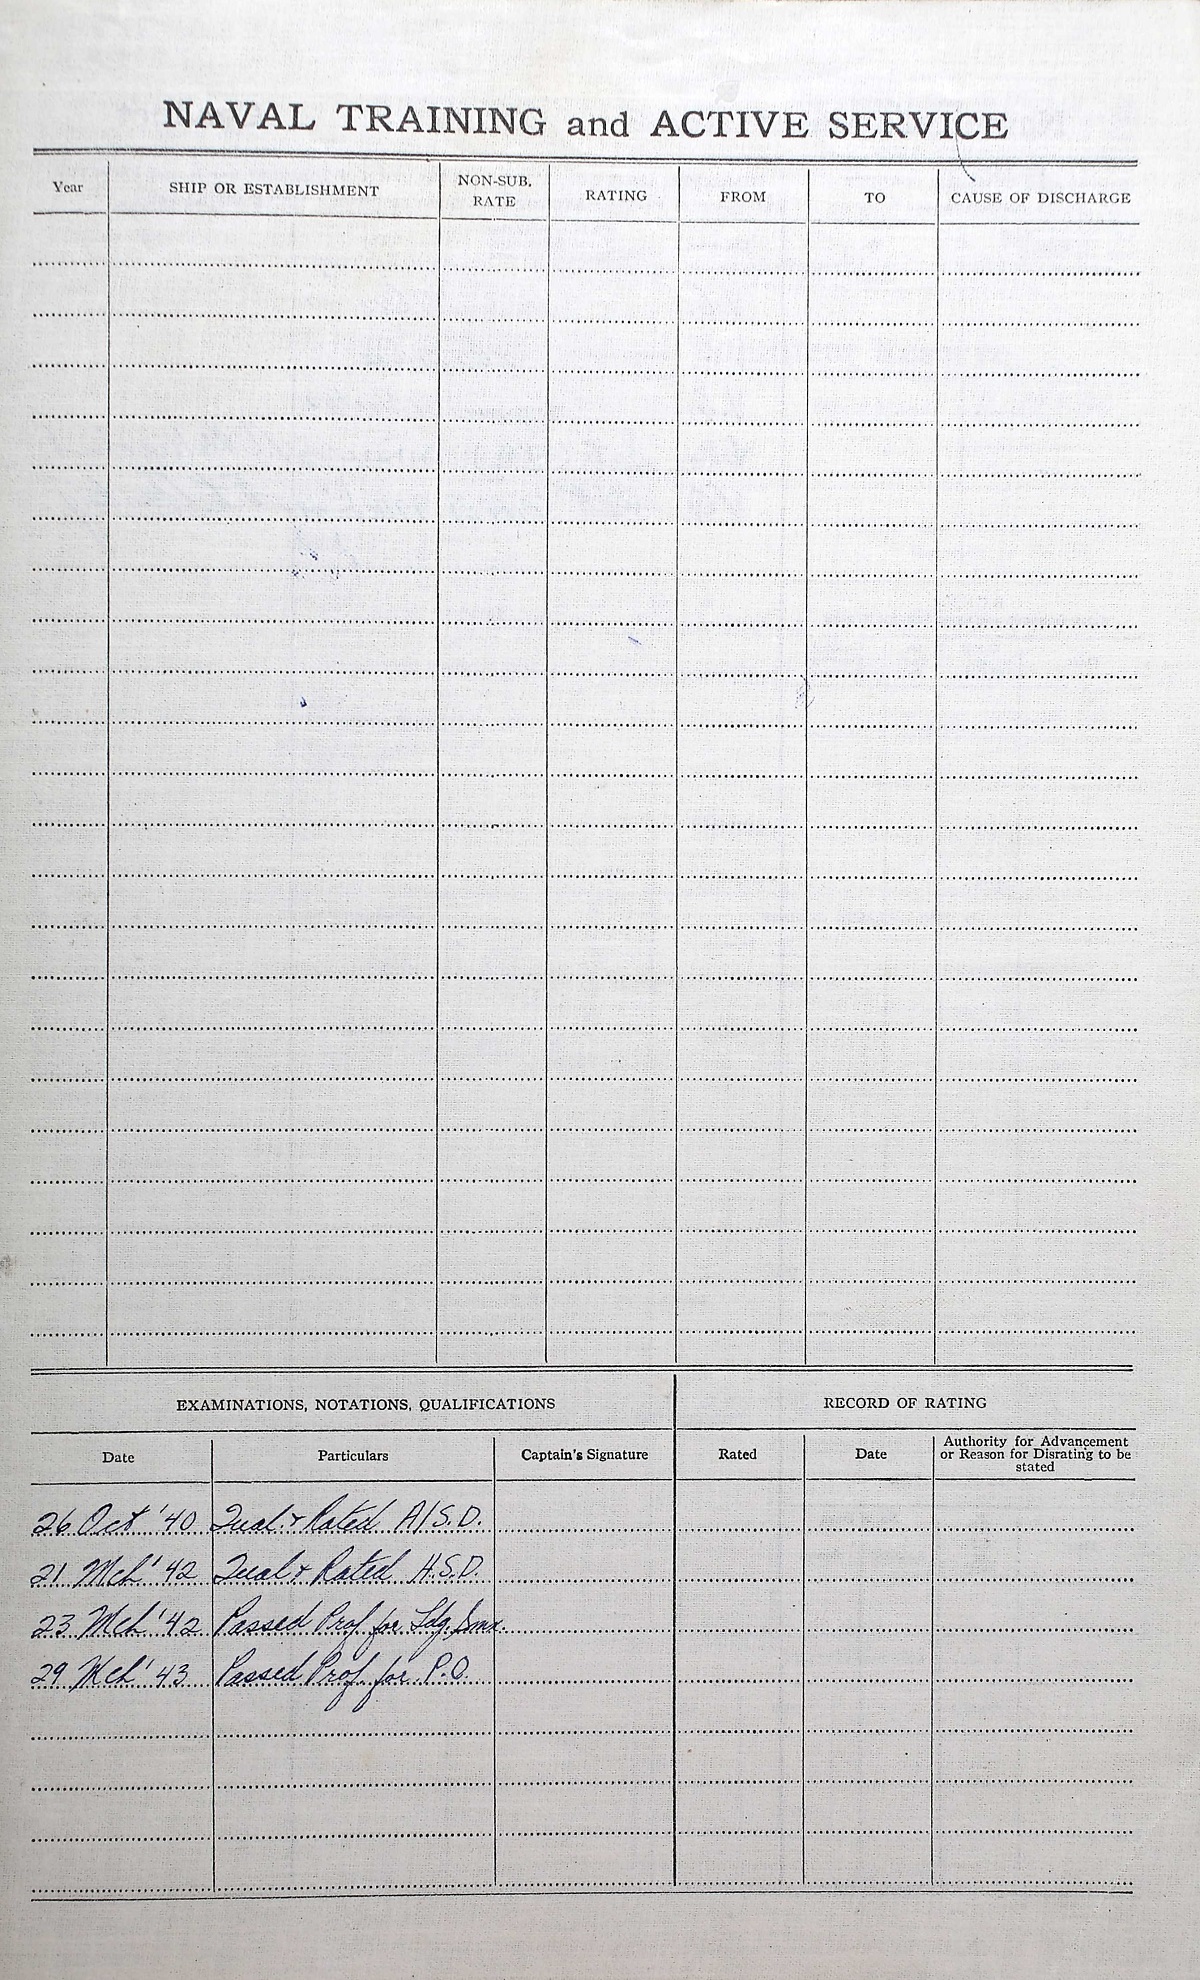 NAVAL TRAINING and ACTIVE SERVICE
Year SHIP OR ESTABLISHMENT NON-SUB. RATE RATING FROM TO CAUSE OF DISCHARGE
EXAMINATIONS, NOTATIONS, QUALIFICATIONS RECORD OF RATING
Date Particulars Captain's Signature Rated Date Authority for Advancement or Reason for Disrating to be stated
26 Oct '40 Qual. + Rated A/S.D.
21 Mch' 42 Qual + Rated H.S.D.
23 Mch '42 Passed Prof. for Ldg. Smn.
29 Mch' 43 Passed Prof. for P.O.